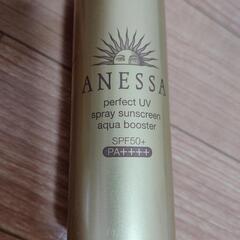 ANESSA
perfect UV
spray sunscreen
aqua booster
SPF50+
PA++++